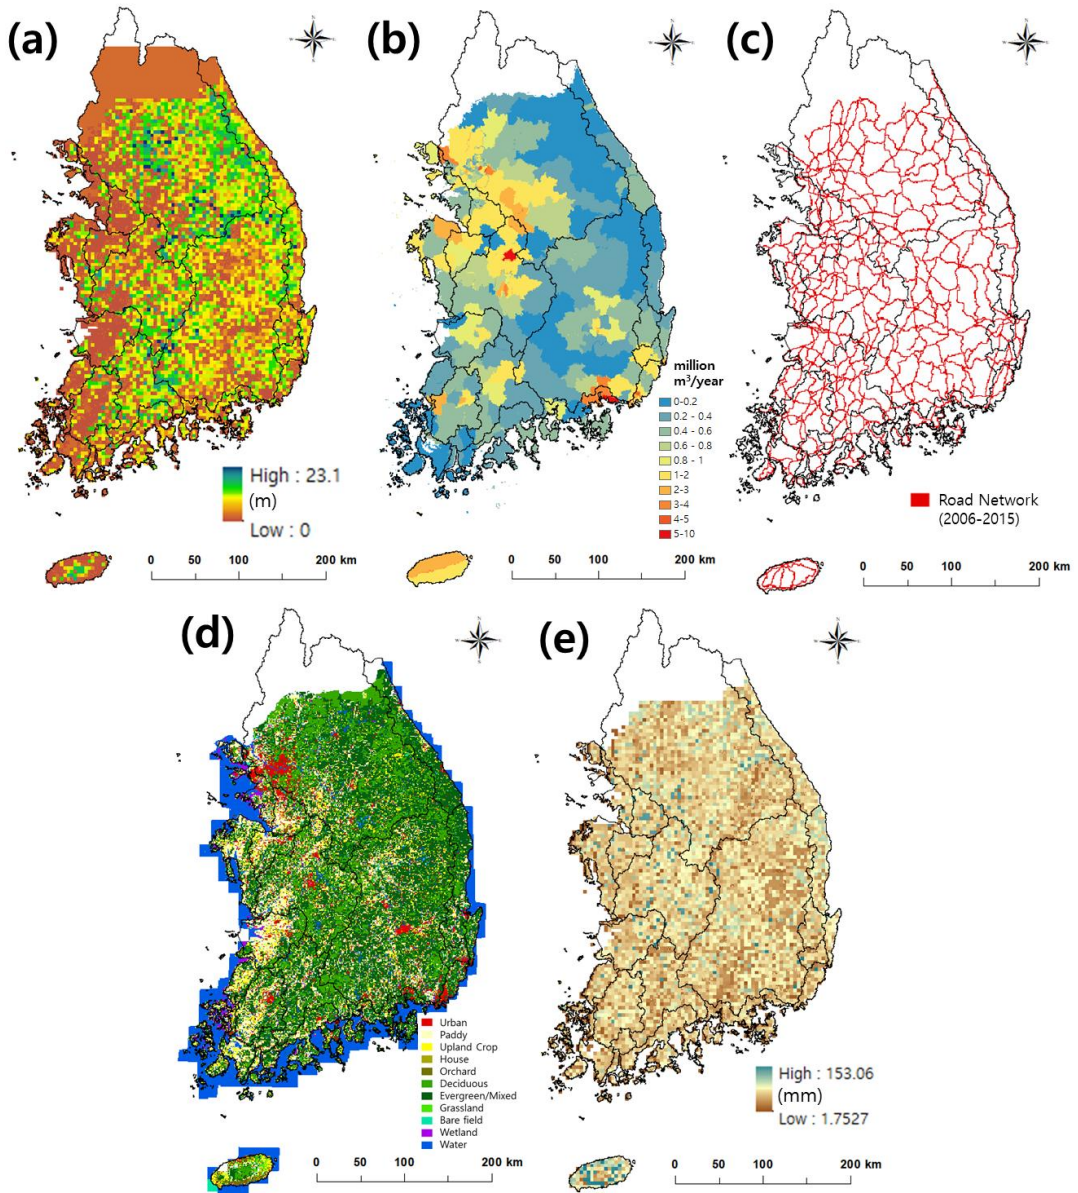 (a)
High : 23.1
(m)
Low : 0
0 50 100 200 km
(b)
million
m³/year
0-0.2
0.2 - 0.4
0.4 - 0.6
0.6 - 0.8
0.8 - 1
1-2
2-3
3-4
4-5
5-10
0 50 100 200 km
(c)
Road Network
(2006-2015)
0 50 100 200 km
(d)
Urban
Paddy
Upland Crop
House
Orchard
Deciduous
Evergreen/Mixed
Grassland
Bare field
Wetland
Water
0 50 100 200 km
(e)
High : 153.06
(mm)
Low : 1.7527
0 50 100 200 km